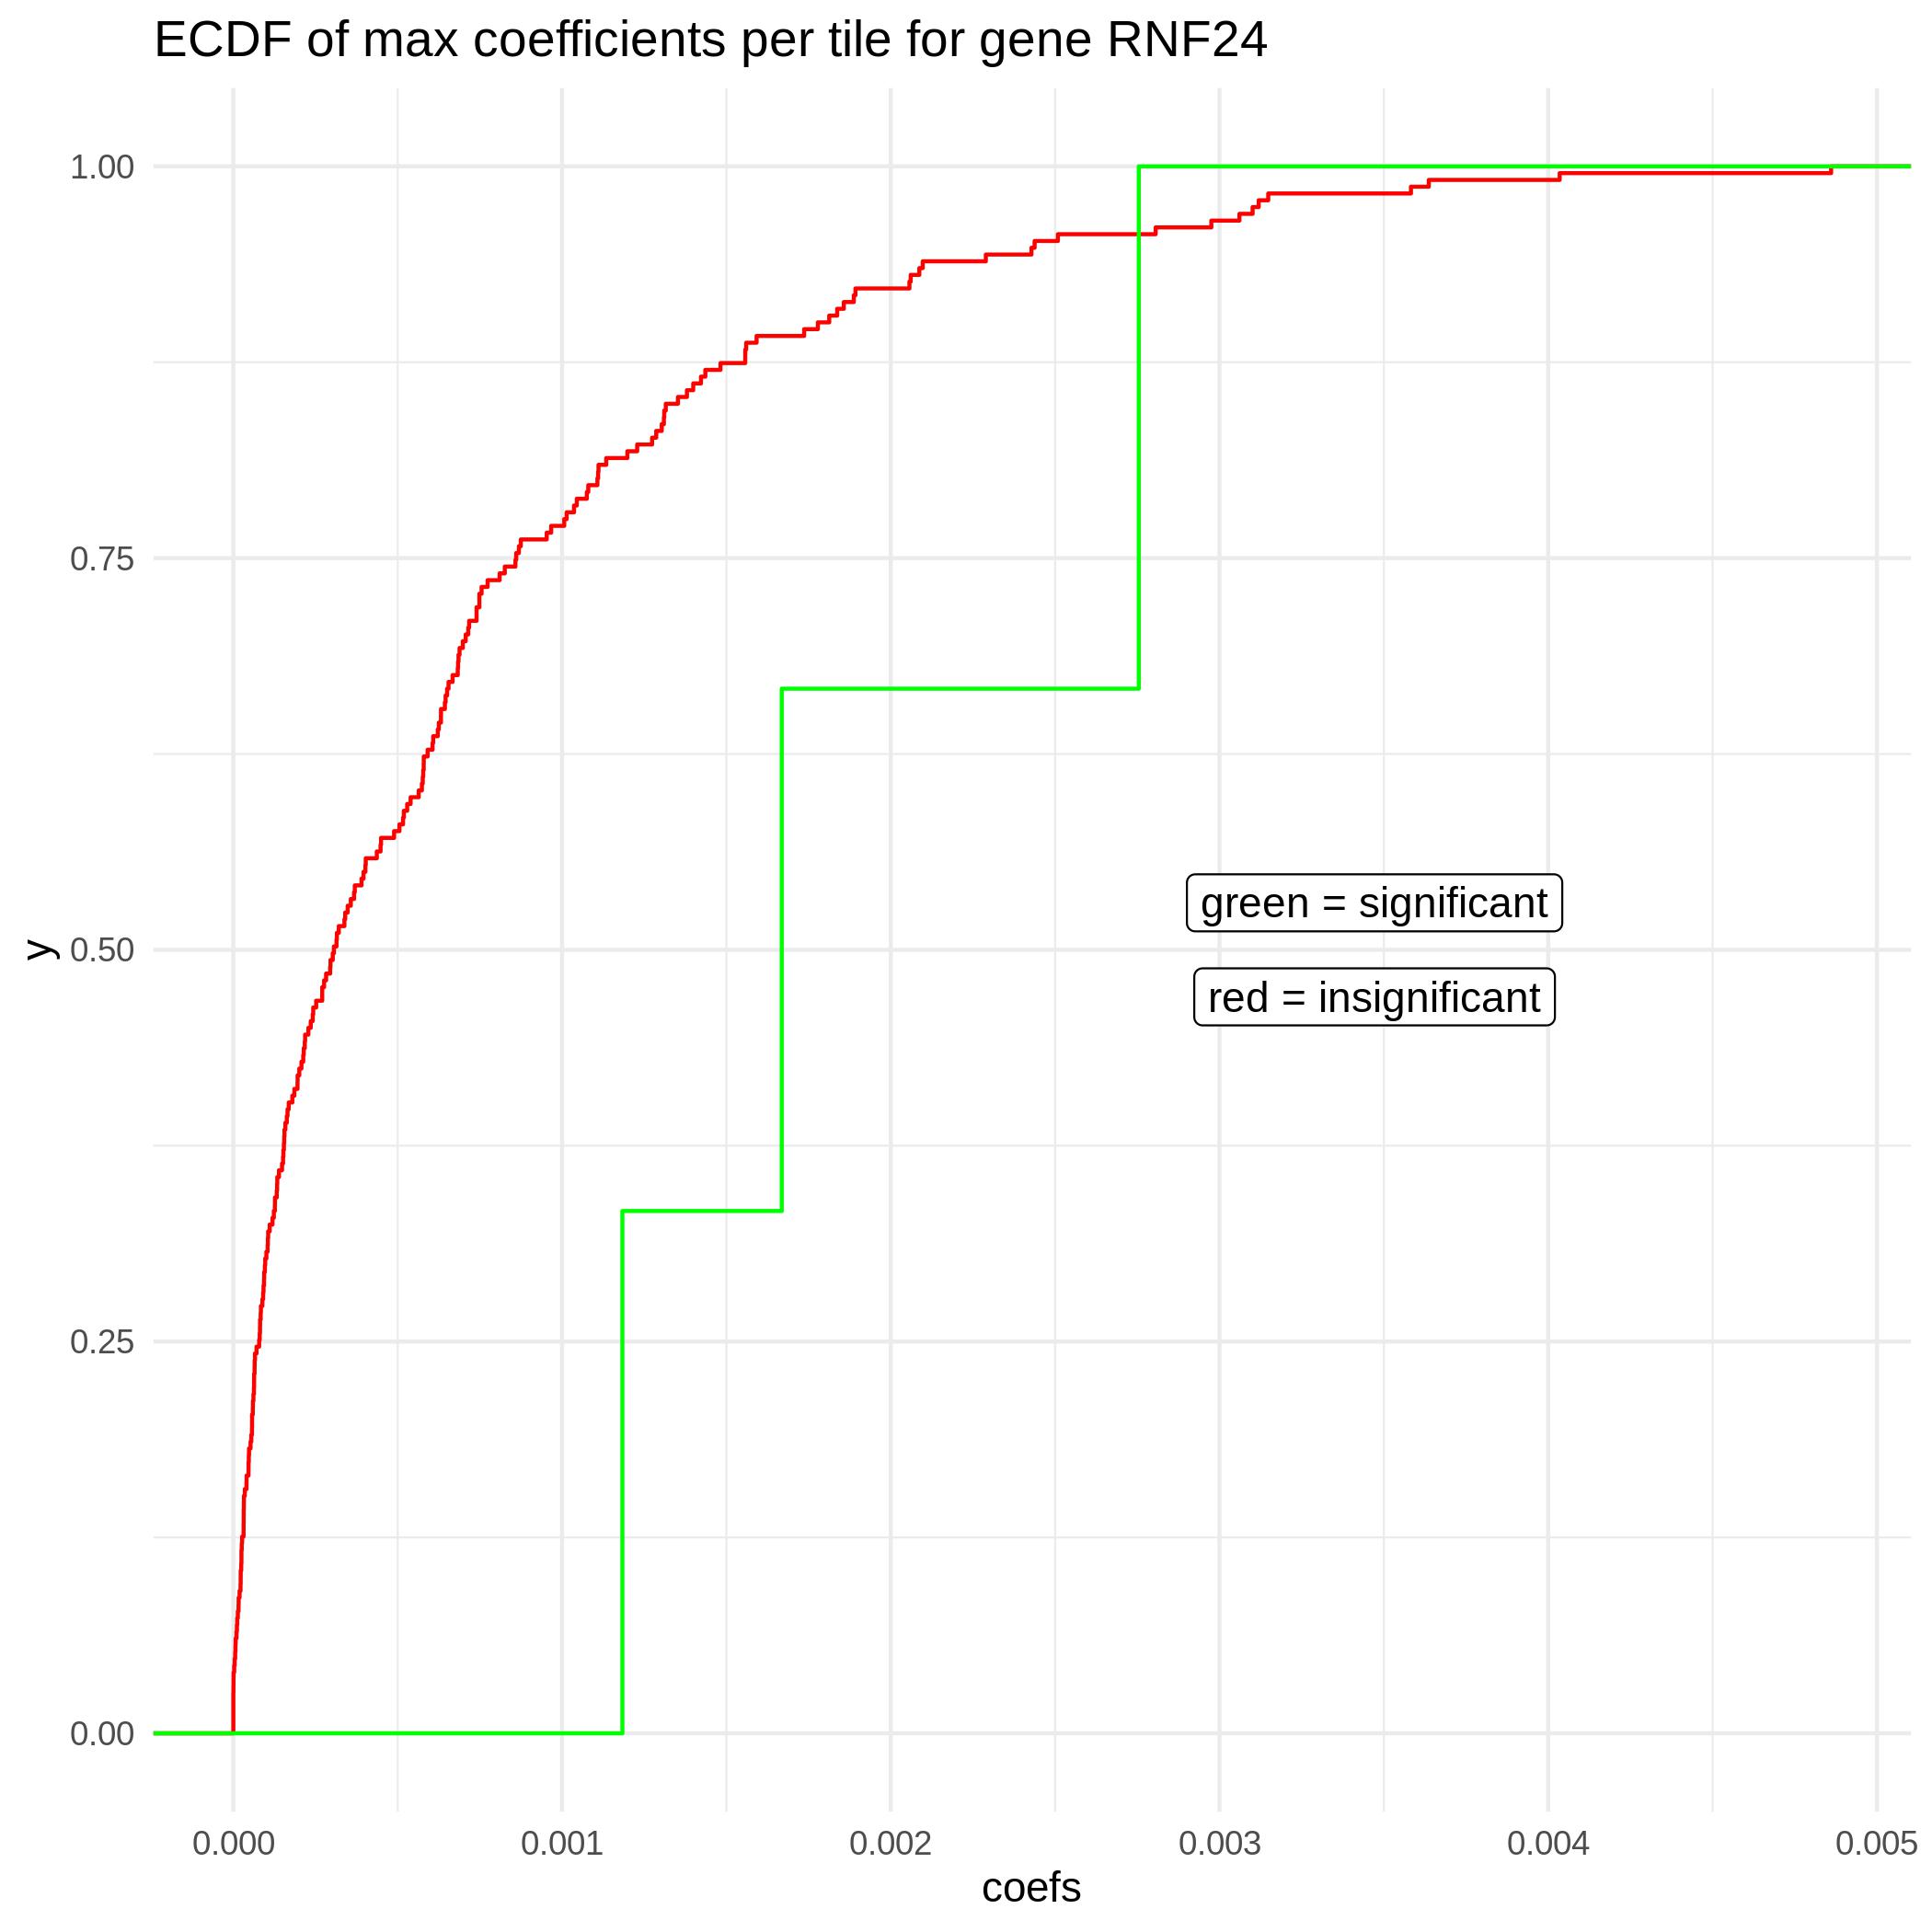 ECDF of max coefficients per tile for gene RNF24
1.00
0.75
0.50
0.25
0.00
y
green = significant
red = insignificant
0.000 0.001 0.002 0.003 0.004 0.005
coefs